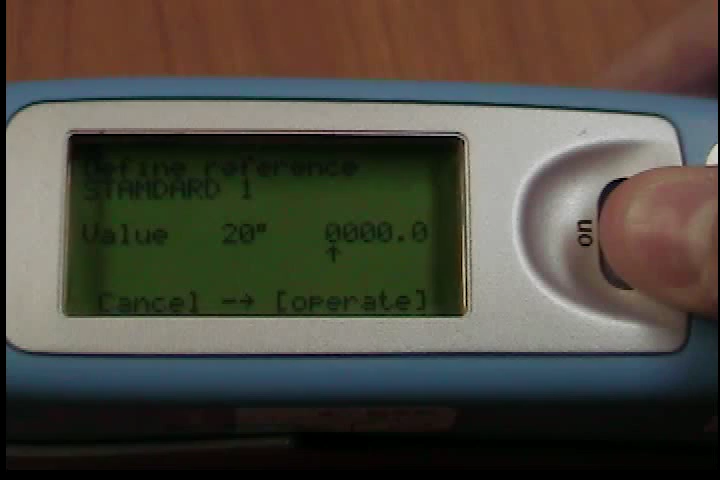 Define reference
STANDARD 1
Value 20° 0000.0
↑
Cancel → [operate]
on